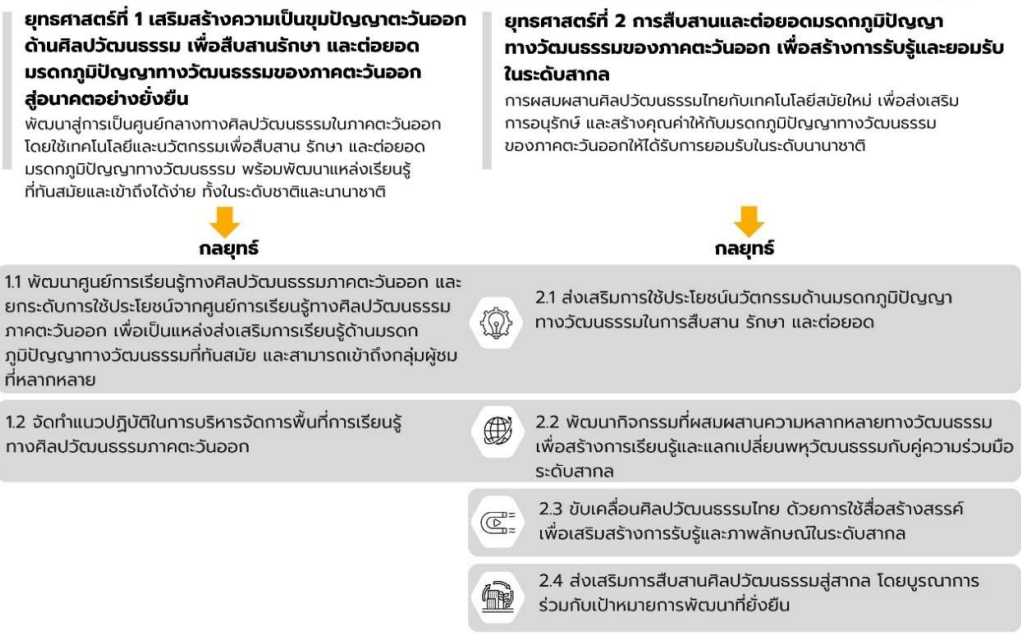 ยุทธศาสตร์ที่ 1 เสริมสร้างความเป็นขุมปัญญาตะวันออก
ด้านศิลปวัฒนธรรม เพื่อสืบสานรักษา และต่อยอด
มรดกภูมิปัญญาทางวัฒนธรรมของภาคตะวันออก
สู่อนาคตอย่างยั่งยืน
พัฒนาสู่การเป็นศูนย์กลางทางศิลปวัฒนธรรมในภาคตะวันออก
โดยใช้เทคโนโลยีและนวัตกรรมเพื่อสืบสาน รักษา และต่อยอด
มรดกภูมิปัญญาทางวัฒนธรรม พร้อมพัฒนาแหล่งเรียนรู้
ที่ทันสมัยและเข้าถึงได้ง่าย ทั้งในระดับชาติและนานาชาติ
กลยุทธ์
1.1 พัฒนาศูนย์การเรียนรู้ทางศิลปวัฒนธรรมภาคตะวันออก และ
ยกระดับการใช้ประโยชน์จากศูนย์การเรียนรู้ทางศิลปวัฒนธรรม
ภาคตะวันออก เพื่อเป็นแหล่งส่งเสริมการเรียนรู้ด้านมรดก
ภูมิปัญญาทางวัฒนธรรมที่ทันสมัย และสามารถเข้าถึงกลุ่มผู้ชม
ที่หลากหลาย
1.2 จัดทำแนวปฏิบัติในการบริหารจัดการพื้นที่การเรียนรู้
ทางศิลปวัฒนธรรมภาคตะวันออก
ยุทธศาสตร์ที่ 2 การสืบสานและต่อยอดมรดกภูมิปัญญา
ทางวัฒนธรรมของภาคตะวันออก เพื่อสร้างการรับรู้และยอมรับ
ในระดับสากล
การผสมผสานศิลปวัฒนธรรมไทยกับเทคโนโลยีสมัยใหม่ เพื่อส่งเสริม
การอนุรักษ์ และสร้างคุณค่าให้กับมรดกภูมิปัญญาทางวัฒนธรรม
ของภาคตะวันออกให้ได้รับการยอมรับในระดับนานาชาติ
กลยุทธ์
2.1 ส่งเสริมการใช้ประโยชน์นวัตกรรมด้านมรดกภูมิปัญญา
ทางวัฒนธรรมในการสืบสาน รักษา และต่อยอด
2.2 พัฒนากิจกรรมที่ผสมผสานความหลากหลายทางวัฒนธรรม
เพื่อสร้างการเรียนรู้และแลกเปลี่ยนพหุวัฒนธรรมกับคู่ความร่วมมือ
ระดับสากล
2.3 ขับเคลื่อนศิลปวัฒนธรรมไทย ด้วยการใช้สื่อสร้างสรรค์
เพื่อเสริมสร้างการรับรู้และภาพลักษณ์ในระดับสากล
2.4 ส่งเสริมการสืบสานศิลปวัฒนธรรมสู่สากล โดยบูรณาการ
ร่วมกับเป้าหมายการพัฒนาที่ยั่งยืน